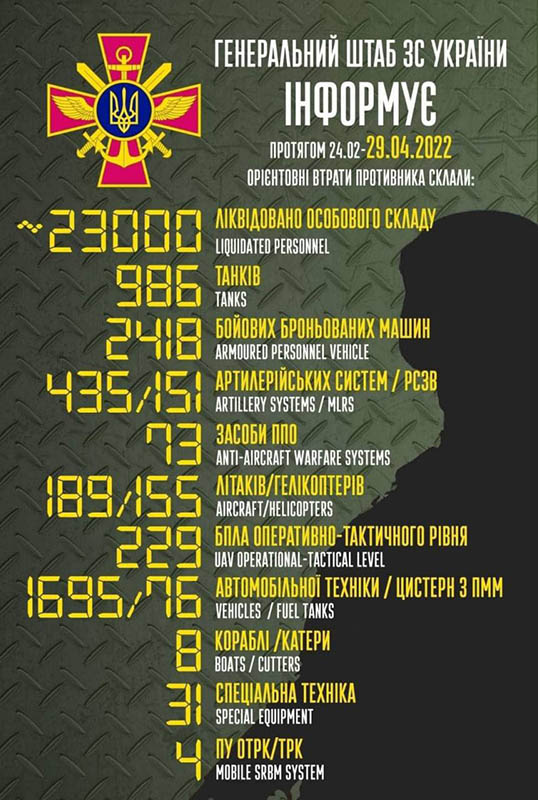 ГЕНЕРАЛЬНИЙ ШТАБ ЗС УКРАЇНИ
ІНФОРМУЄ
ПРОТЯГОМ 24.02-29.04.2022
ОРІЄНТОВНІ ВТРАТИ ПРОТИВНИКА СКЛАЛИ:
~23000 ЛІКВІДОВАНО ОСОБОВОГО СКЛАДУ
LIQUIDATED PERSONNEL
986 ТАНКІВ
TANKS
2418 БОЙОВИХ БРОНЬОВАНИХ МАШИН
ARMOURED PERSONNEL VEHICLE
435/151 АРТИЛЕРІЙСЬКИХ СИСТЕМ / РСЗВ
ARTILLERY SYSTEMS / MLRS
73 ЗАСОБИ ППО
ANTI-AIRCRAFT WARFARE SYSTEMS
189/155 ЛІТАКІВ/ГЕЛІКОПТЕРІВ
AIRCRAFT/HELICOPTERS
229 БПЛА ОПЕРАТИВНО-ТАКТИЧНОГО РІВНЯ
UAV OPERATIONAL-TACTICAL LEVEL
1695/76 АВТОМОБІЛЬНОЇ ТЕХНІКИ / ЦИСТЕРН З ПММ
VEHICLES / FUEL TANKS
8 КОРАБЛІ /КАТЕРИ
BOATS / CUTTERS
31 СПЕЦІАЛЬНА ТЕХНІКА
SPECIAL EQUIPMENT
4 ПУ ОТРК/ТРК
MOBILE SRBM SYSTEM